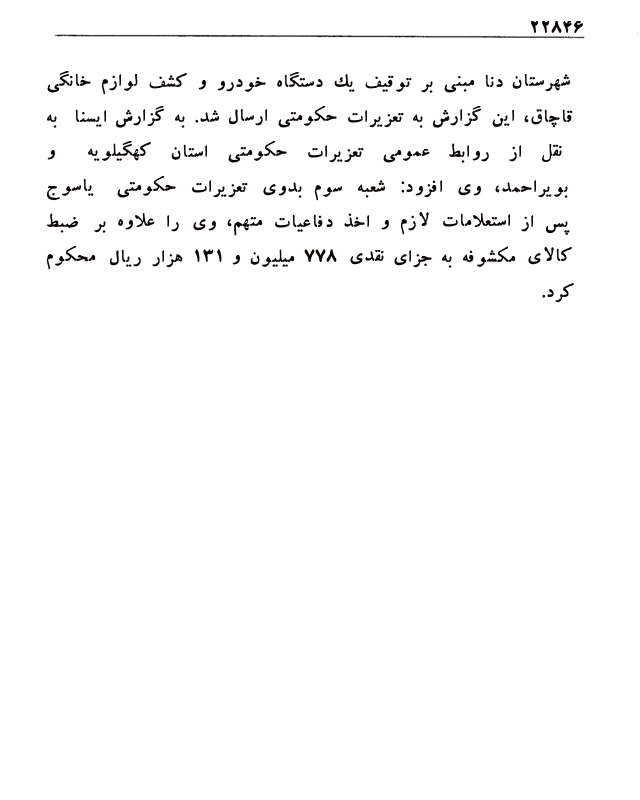 ۲۲۸۴۶
شهرستان دنا مبنی بر توقیف یك دستگاه خودرو و کشف لوازم خانگی
قاچاق، این گزارش به تعزیرات حکومتی ارسال شد. به گزارش ایسنا به
نقل از روابط عمومی تعزیرات حکومتی استان کهگیلویه و
بویراحمد، وی افزود: شعبه سوم بدوی تعزیرات حکومتی یاسوج
پس از استعلامات لازم و اخذ دفاعیات متهم، وی را علاوه بر ضبط
کالای مکشوفه به جزای نقدی ۷۷۸ میلیون و ۱۳۱ هزار ریال محکوم
کرد.